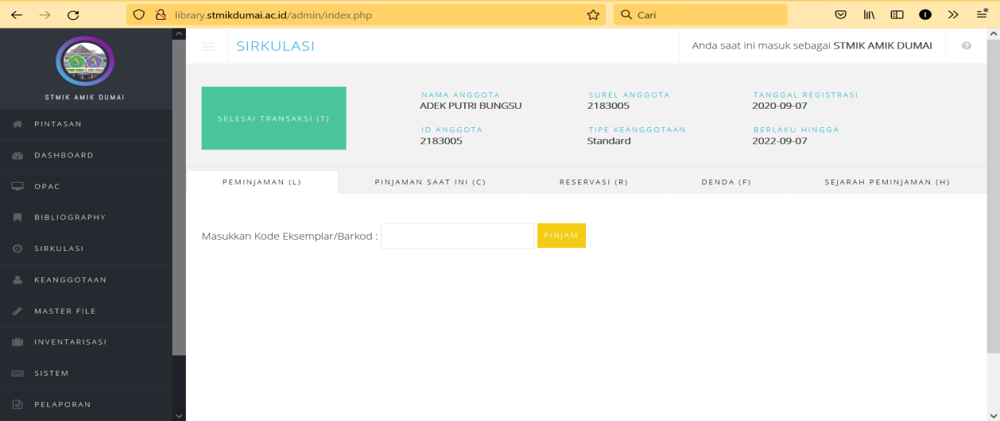 library.stmikdumai.ac.id/admin/index.php
Cari
STMIK AMIK DUMAI
PINTASAN
DASHBOARD
OPAC
BIBLIOGRAPHY
SIRKULASI
KEANGGOTAAN
MASTER FILE
INVENTARISASI
SISTEM
PELAPORAN
SIRKULASI
Anda saat ini masuk sebagai STMIK AMIK DUMAI
SELESAI TRANSAKSI (T)
NAMA ANGGOTA
ADEK PUTRI BUNGSU
SUREL ANGGOTA
2183005
TANGGAL REGISTRASI
2020-09-07
ID ANGGOTA
2183005
TIPE KEANGGOTAAN
Standard
BERLAKU HINGGA
2022-09-07
PEMINJAMAN (L)
PINJAMAN SAAT INI (C)
RESERVASI (R)
DENDA (F)
SEJARAH PEMINJAMAN (H)
Masukkan Kode Eksemplar/Barkod :
PINJAM